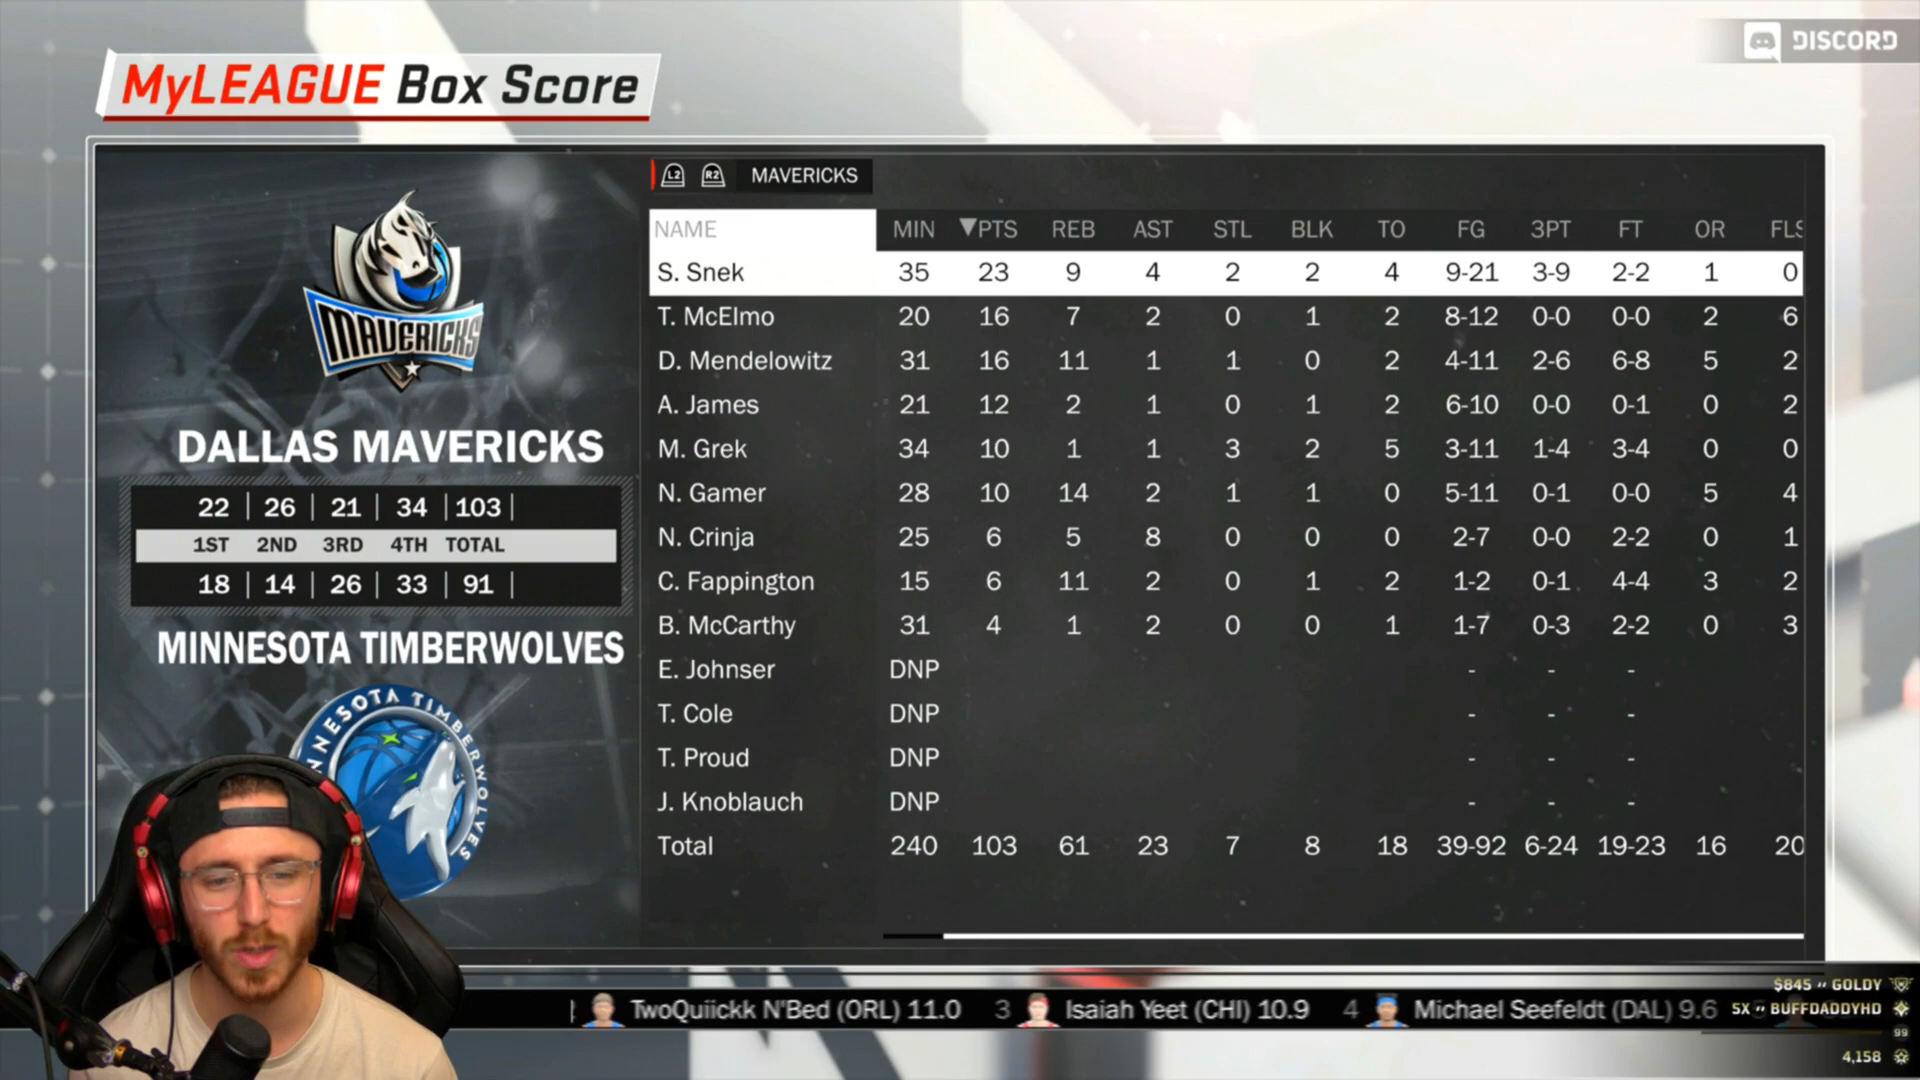 DISCORD
MyLEAGUE Box Score
L2 R2 MAVERICKS
NAME MIN ▼PTS REB AST STL BLK TO FG 3PT FT OR FLS
S. Snek 35 23 9 4 2 2 4 9-21 3-9 2-2 1 0
T. McElmo 20 16 7 2 0 1 2 8-12 0-0 0-0 2 6
D. Mendelowitz 31 16 11 1 1 0 2 4-11 2-6 6-8 5 2
A. James 21 12 2 1 0 1 2 6-10 0-0 0-1 0 2
M. Grek 34 10 1 1 3 2 5 3-11 1-4 3-4 0 0
N. Gamer 28 10 14 2 1 1 0 5-11 0-1 0-0 5 4
N. Crinja 25 6 5 8 0 0 0 2-7 0-0 2-2 0 1
C. Fappington 15 6 11 2 0 1 2 1-2 0-1 4-4 3 2
B. McCarthy 31 4 1 2 0 0 1 1-7 0-3 2-2 0 3
E. Johnser DNP - - -
T. Cole DNP - - -
T. Proud DNP - - -
J. Knoblauch DNP - - -
Total 240 103 61 23 7 8 18 39-92 6-24 19-23 16 20
MAVERICKS
DALLAS MAVERICKS
22 | 26 | 21 | 34 | 103 |
1ST 2ND 3RD 4TH TOTAL
18 | 14 | 26 | 33 | 91 |
MINNESOTA TIMBERWOLVES
MINNESOTA TIMBERWOLVES
TwoQuiickk N'Bed (ORL) 11.0 3 Isaiah Yeet (CHI) 10.9 4 Michael Seefeldt (DAL) 9.6
$845 // GOLDY
5X // BUFFDADDYHD
99
4,158